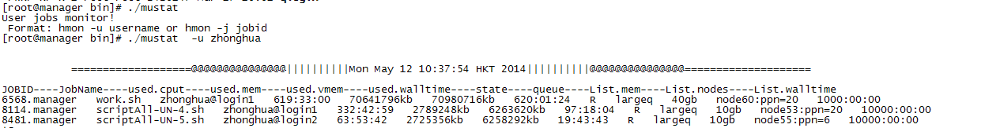 [root@manager bin]# ./mustat
User jobs monitor!
Format: hmon -u username or hmon -j jobid
[root@manager bin]# ./mustat -u zhonghua
===================@@@@@@@@@@@@@@@||||||||||Mon May 12 10:37:54 HKT 2014||||||||||@@@@@@@@@@@@@@@====================
JOBID----JobName----used.cput----used.mem----used.vmem----used.walltime----state----queue----List.mem----List.nodes----List.walltime
6568.manager work.sh zhonghua@login1 619:33:00 70641796kb 70980716kb 620:01:24 R largeq 40gb node60:ppn=20 1000:00:00
8114.manager scriptAll-UN-4.sh zhonghua@login1 332:42:59 2789248kb 6263620kb 97:18:04 R largeq 10gb node53:ppn=20 10000:00:00
8481.manager scriptAll-UN-5.sh zhonghua@login2 63:53:42 2725356kb 6258292kb 19:43:43 R largeq 10gb node55:ppn=6 10000:00:00